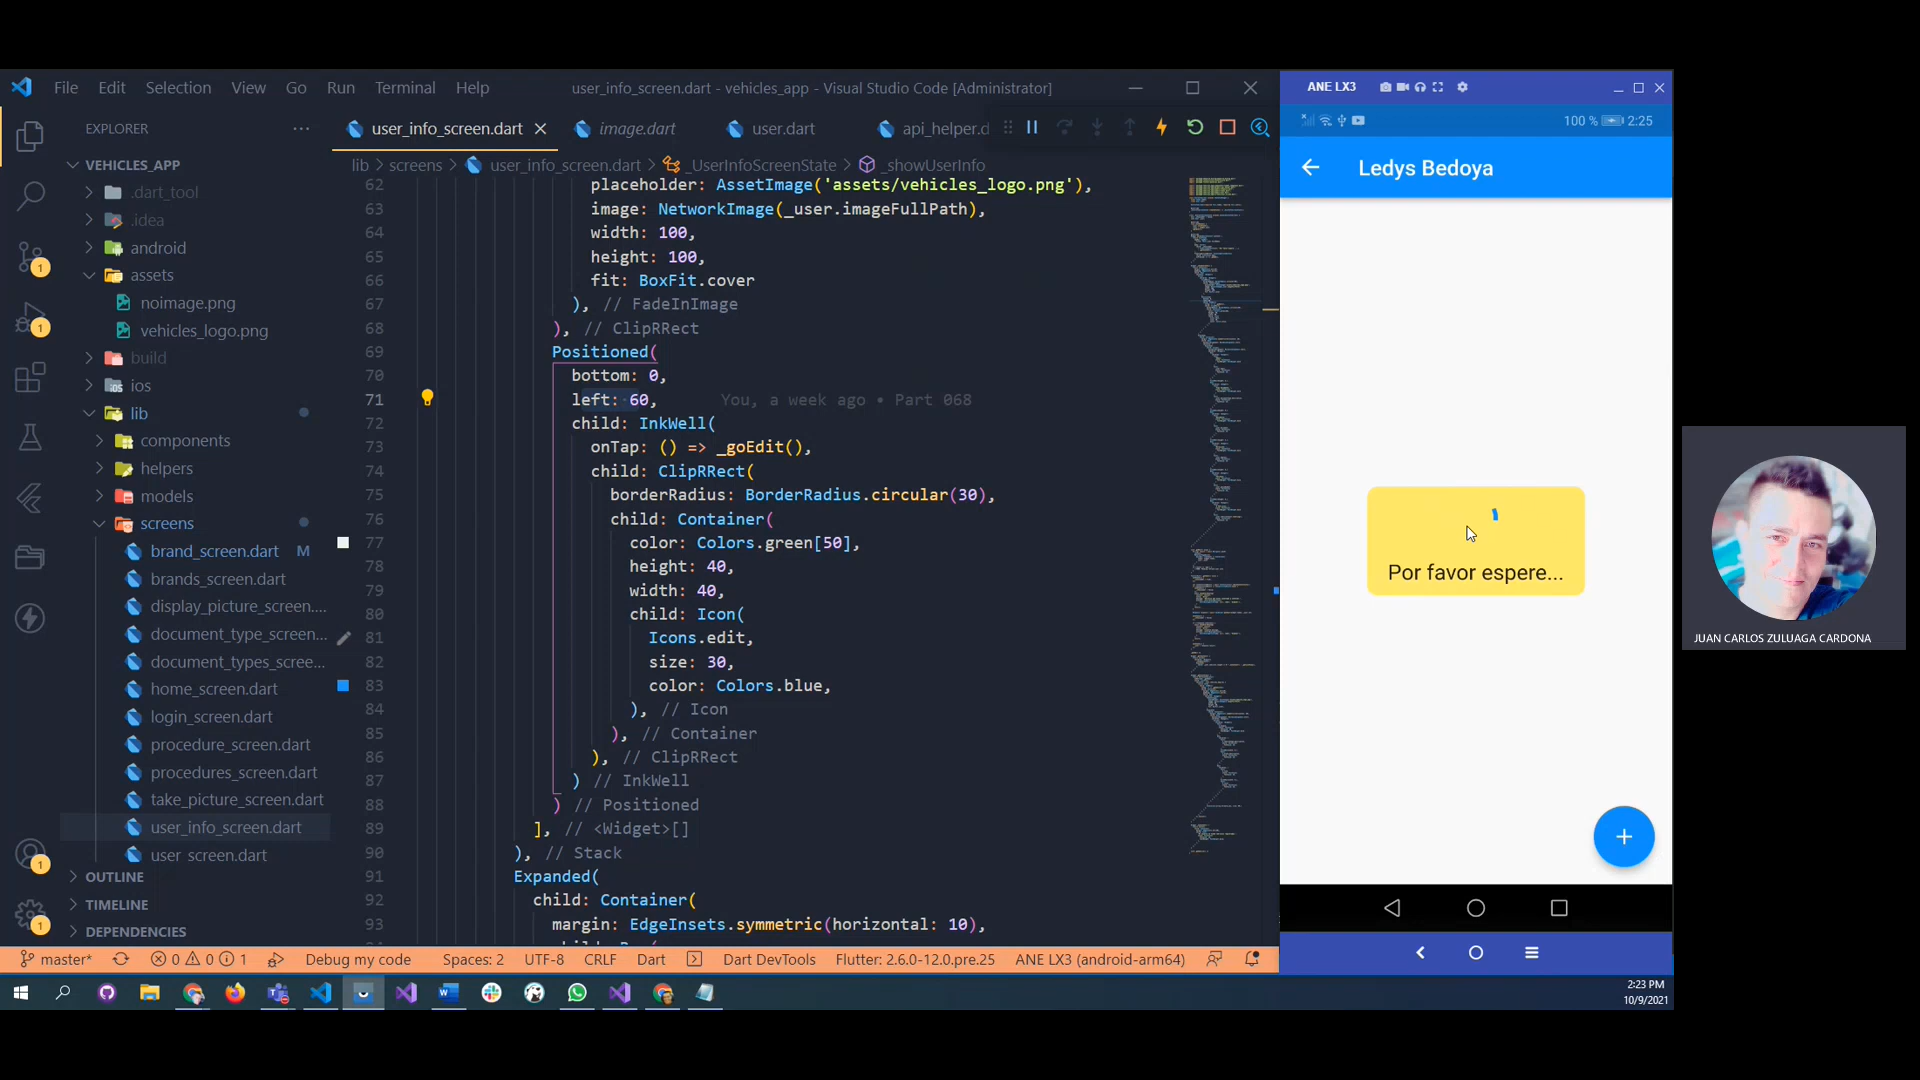 File Edit Selection View Go Run Terminal Help
user_info_screen.dart - vehicles_app - Visual Studio Code [Administrator]
EXPLORER
user_info_screen.dart
image.dart
user.dart
api_helper.d
VEHICLES_APP
lib > screens > user_info_screen.dart > _UserInfoScreenState > _showUserInfo
.dart_tool
.idea
android
assets
noimage.png
vehicles_logo.png
build
ios
lib
components
helpers
models
screens
brand_screen.dart M
brands_screen.dart
display_picture_screen....
document_type_screen...
document_types_scree...
home_screen.dart
login_screen.dart
procedure_screen.dart
procedures_screen.dart
take_picture_screen.dart
user_info_screen.dart
user screen.dart
OUTLINE
TIMELINE
DEPENDENCIES
1
1
1
1
62 placeholder: AssetImage('assets/vehicles_logo.png'),
63 image: NetworkImage(_user.imageFullPath),
64 width: 100,
65 height: 100,
66 fit: BoxFit.cover
67 ), // FadeInImage
68 ), // ClipRRect
69 Positioned(
70 bottom: 0,
71 left: 60, You, a week ago • Part 068
72 child: InkWell(
73 onTap: () => _goEdit(),
74 child: ClipRRect(
75 borderRadius: BorderRadius.circular(30),
76 child: Container(
77 color: Colors.green[50],
78 height: 40,
79 width: 40,
80 child: Icon(
81 Icons.edit,
82 size: 30,
83 color: Colors.blue,
84 ), // Icon
85 ), // Container
86 ), // ClipRRect
87 ) // InkWell
88 ) // Positioned
89 ], // <Widget>[]
90 ), // Stack
91 Expanded(
92 child: Container(
93 margin: EdgeInsets.symmetric(horizontal: 10),
master* 0 0 1 Debug my code Spaces: 2 UTF-8 CRLF Dart Dart DevTools Flutter: 2.6.0-12.0.pre.25 ANE LX3 (android-arm64)
ANE LX3
100 % 2:25
Ledys Bedoya
Por favor espere...
+
JUAN CARLOS ZULUAGA CARDONA
2:23 PM
10/9/2021